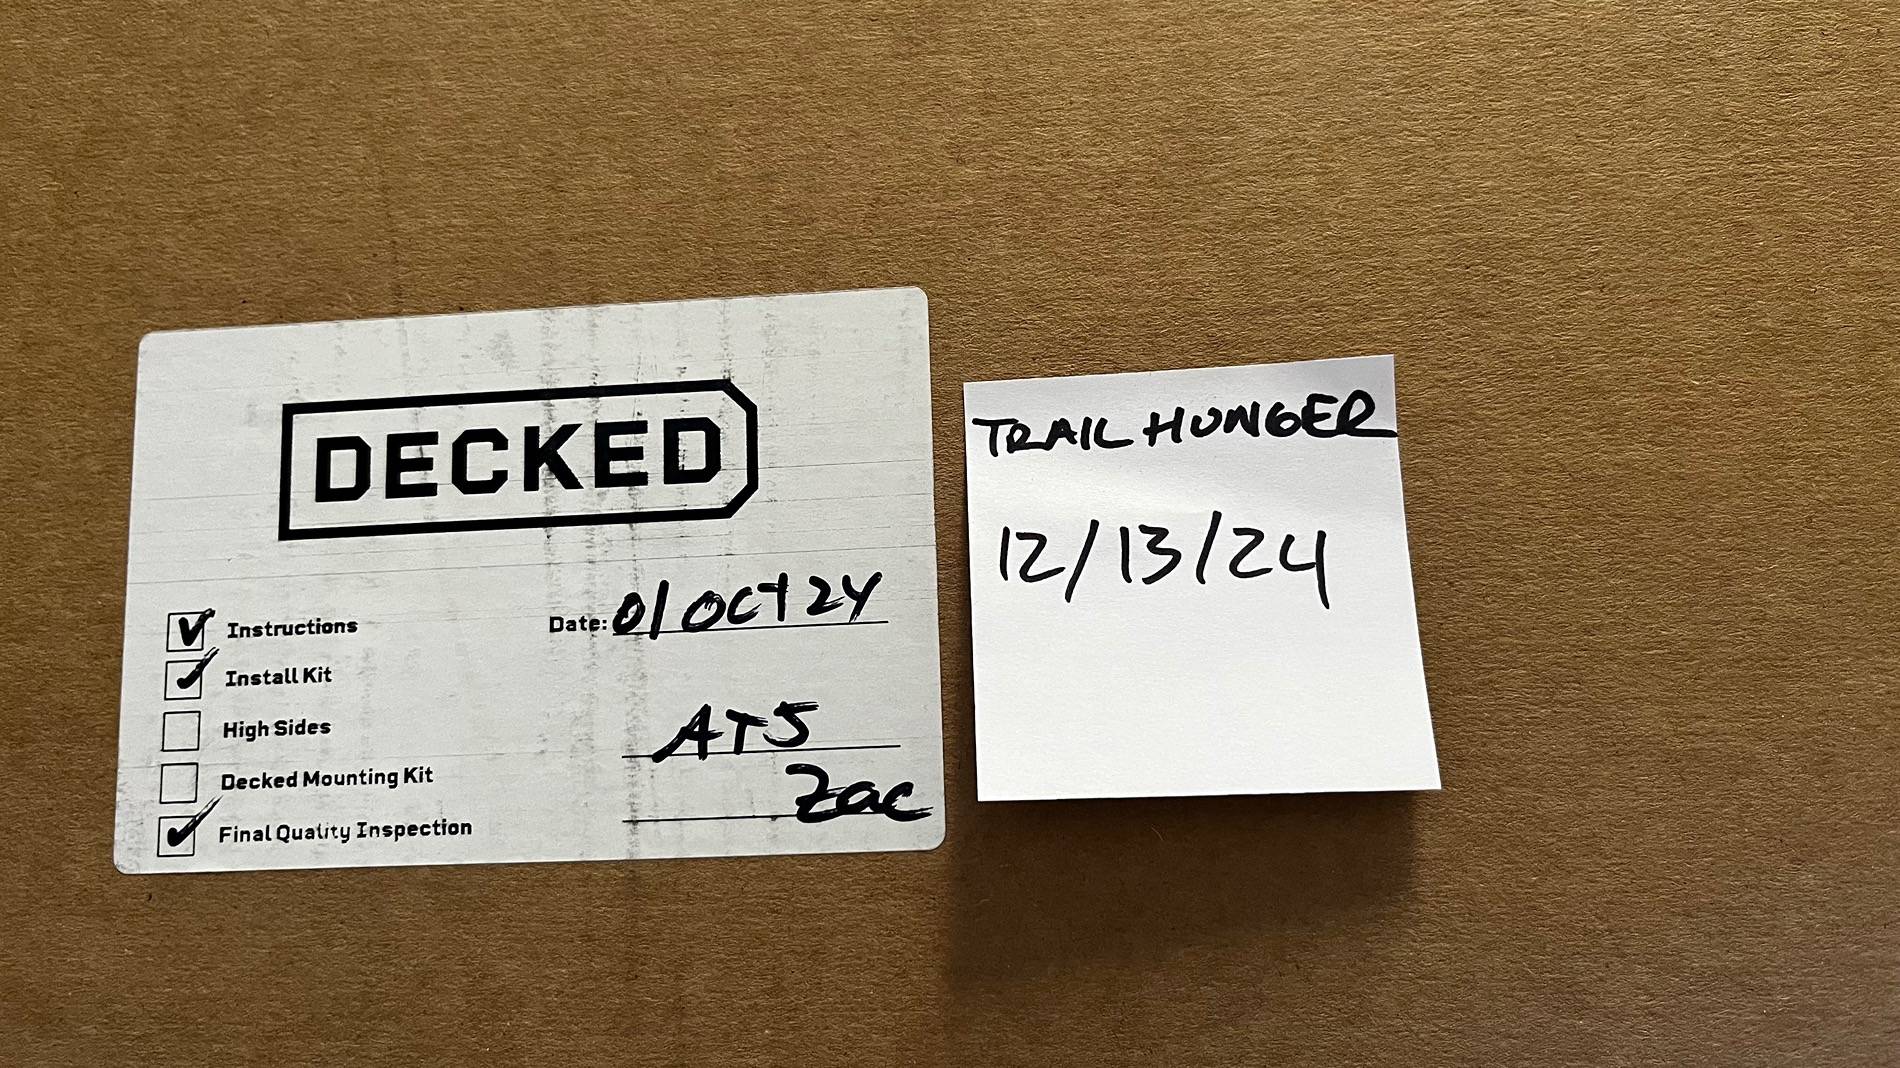 DECKED
Instructions
Install Kit
High Sides
Decked Mounting Kit
Final Quality Inspection
Date: 01 OCT 24
ATJ
Zac
TRAIL HUNGER
12/13/24